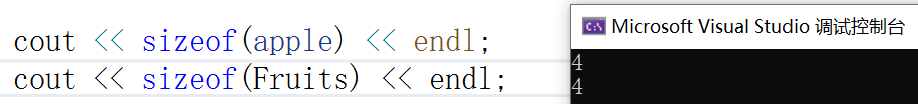 cout << sizeof(apple) << endl;
cout << sizeof(Fruits) << endl;
C:\ Microsoft Visual Studio 调试控制台
4
4